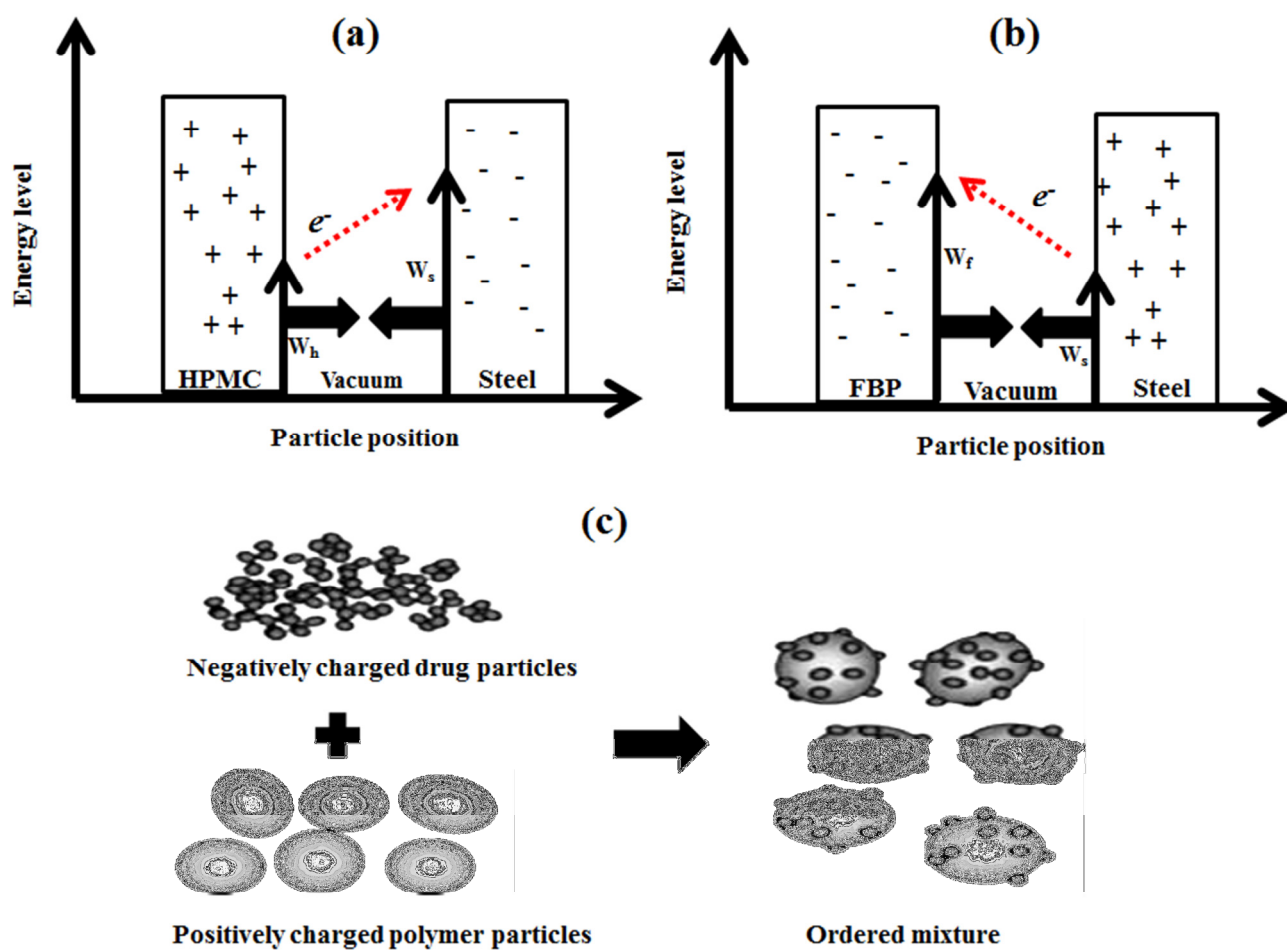 (a)
Energy level
e-
Ws
Wh
HPMC
Vacuum
Steel
Particle position
(b)
Energy level
e-
Wf
Ws
FBP
Vacuum
Steel
Particle position
(c)
Negatively charged drug particles
Positively charged polymer particles
Ordered mixture